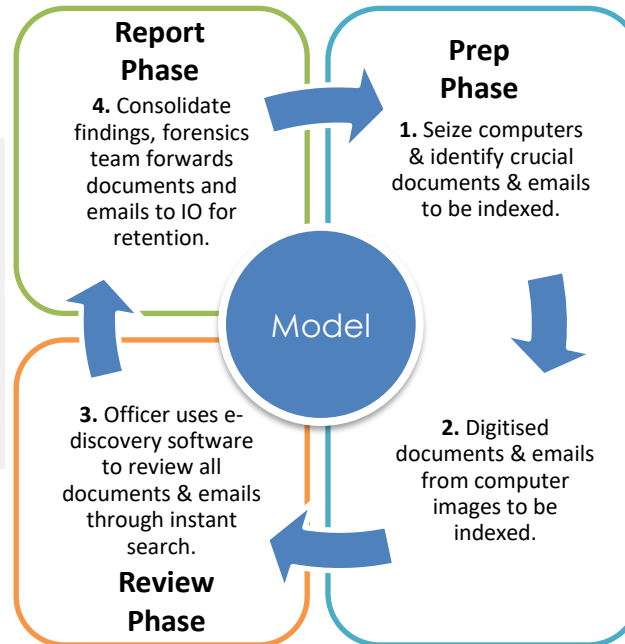 Report
Phase
4. Consolidate
findings, forensics
team forwards
documents and
emails to IO for
retention.
Prep
Phase
1. Seize computers
& identify crucial
documents & emails
to be indexed.
Model
3. Officer uses e-
discovery software
to review all
documents & emails
through instant
search.
Review
Phase
2. Digitised
documents & emails
from computer
images to be
indexed.